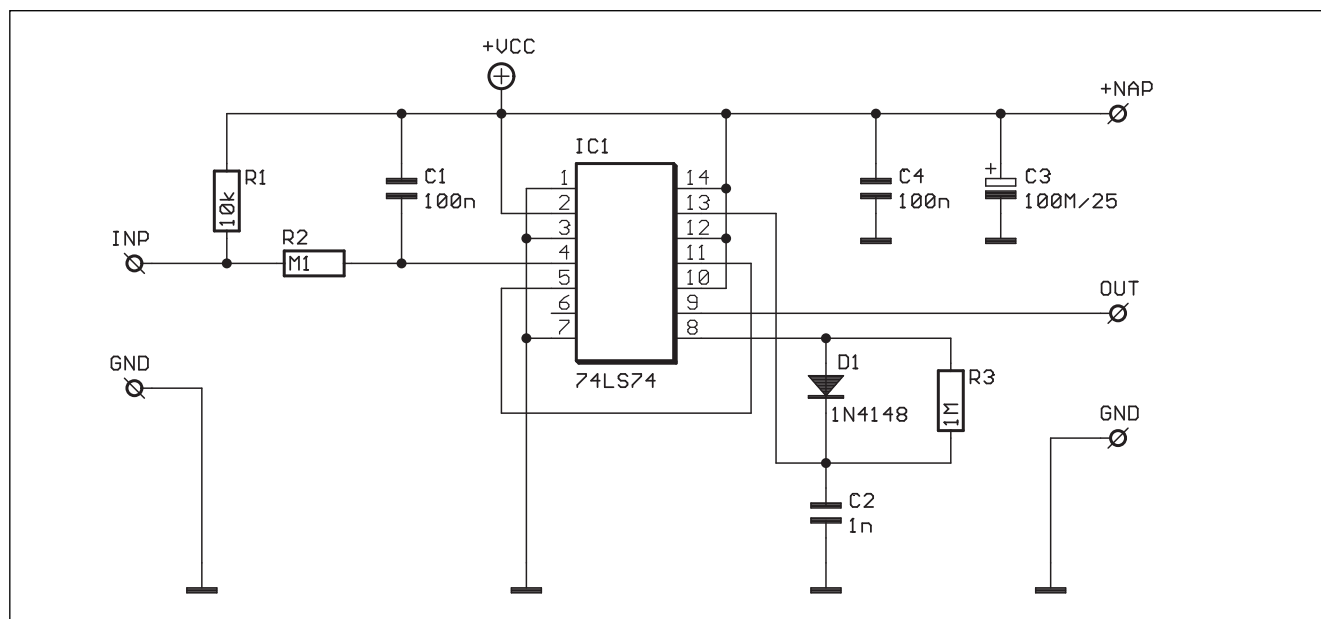 +VCC
+NAP
IC1
R1
10k
C1
100n
1
2
3
4
5
6
7
14
13
12
11
10
9
8
C4
100n
+
C3
100M/25
INP
R2
M1
OUT
GND
74LS74
D1
1N4148
R3
1M
GND
C2
1n